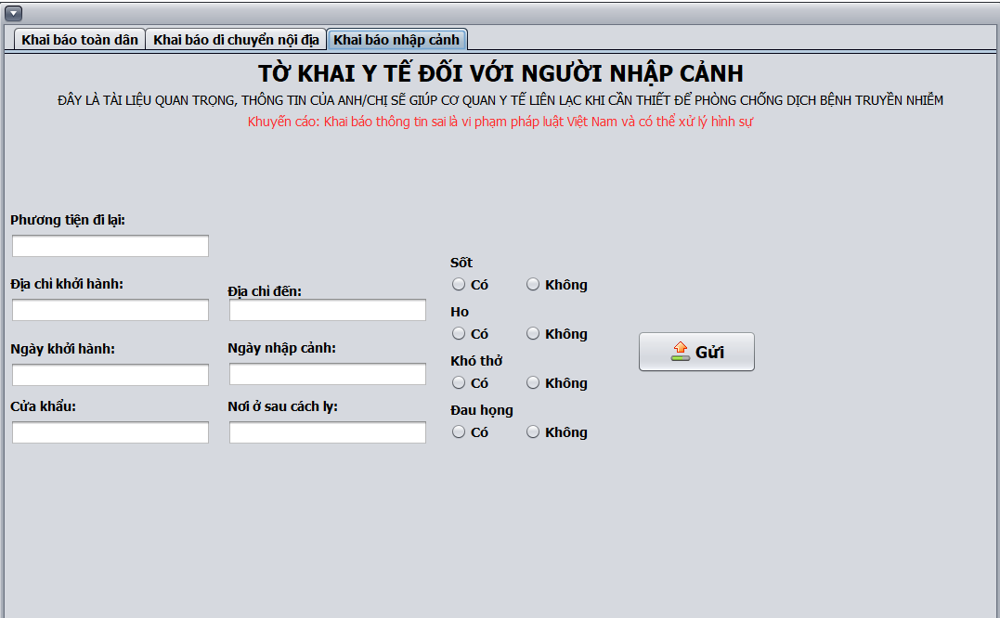 Khai báo toàn dân Khai báo di chuyển nội địa Khai báo nhập cảnh
TỜ KHAI Y TẾ ĐỐI VỚI NGƯỜI NHẬP CẢNH
ĐÂY LÀ TÀI LIỆU QUAN TRỌNG, THÔNG TIN CỦA ANH/CHỊ SẼ GIÚP CƠ QUAN Y TẾ LIÊN LẠC KHI CẦN THIẾT ĐỂ PHÒNG CHỐNG DỊCH BỆNH TRUYỀN NHIỄM
Khuyến cáo: Khai báo thông tin sai là vi phạm pháp luật Việt Nam và có thể xử lý hình sự
Phương tiện đi lại:
Địa chỉ khởi hành:
Địa chỉ đến:
Ngày khởi hành:
Ngày nhập cảnh:
Cửa khẩu:
Nơi ở sau cách ly:
Sốt
Có Không
Ho
Có Không
Khó thở
Có Không
Đau họng
Có Không
Gửi